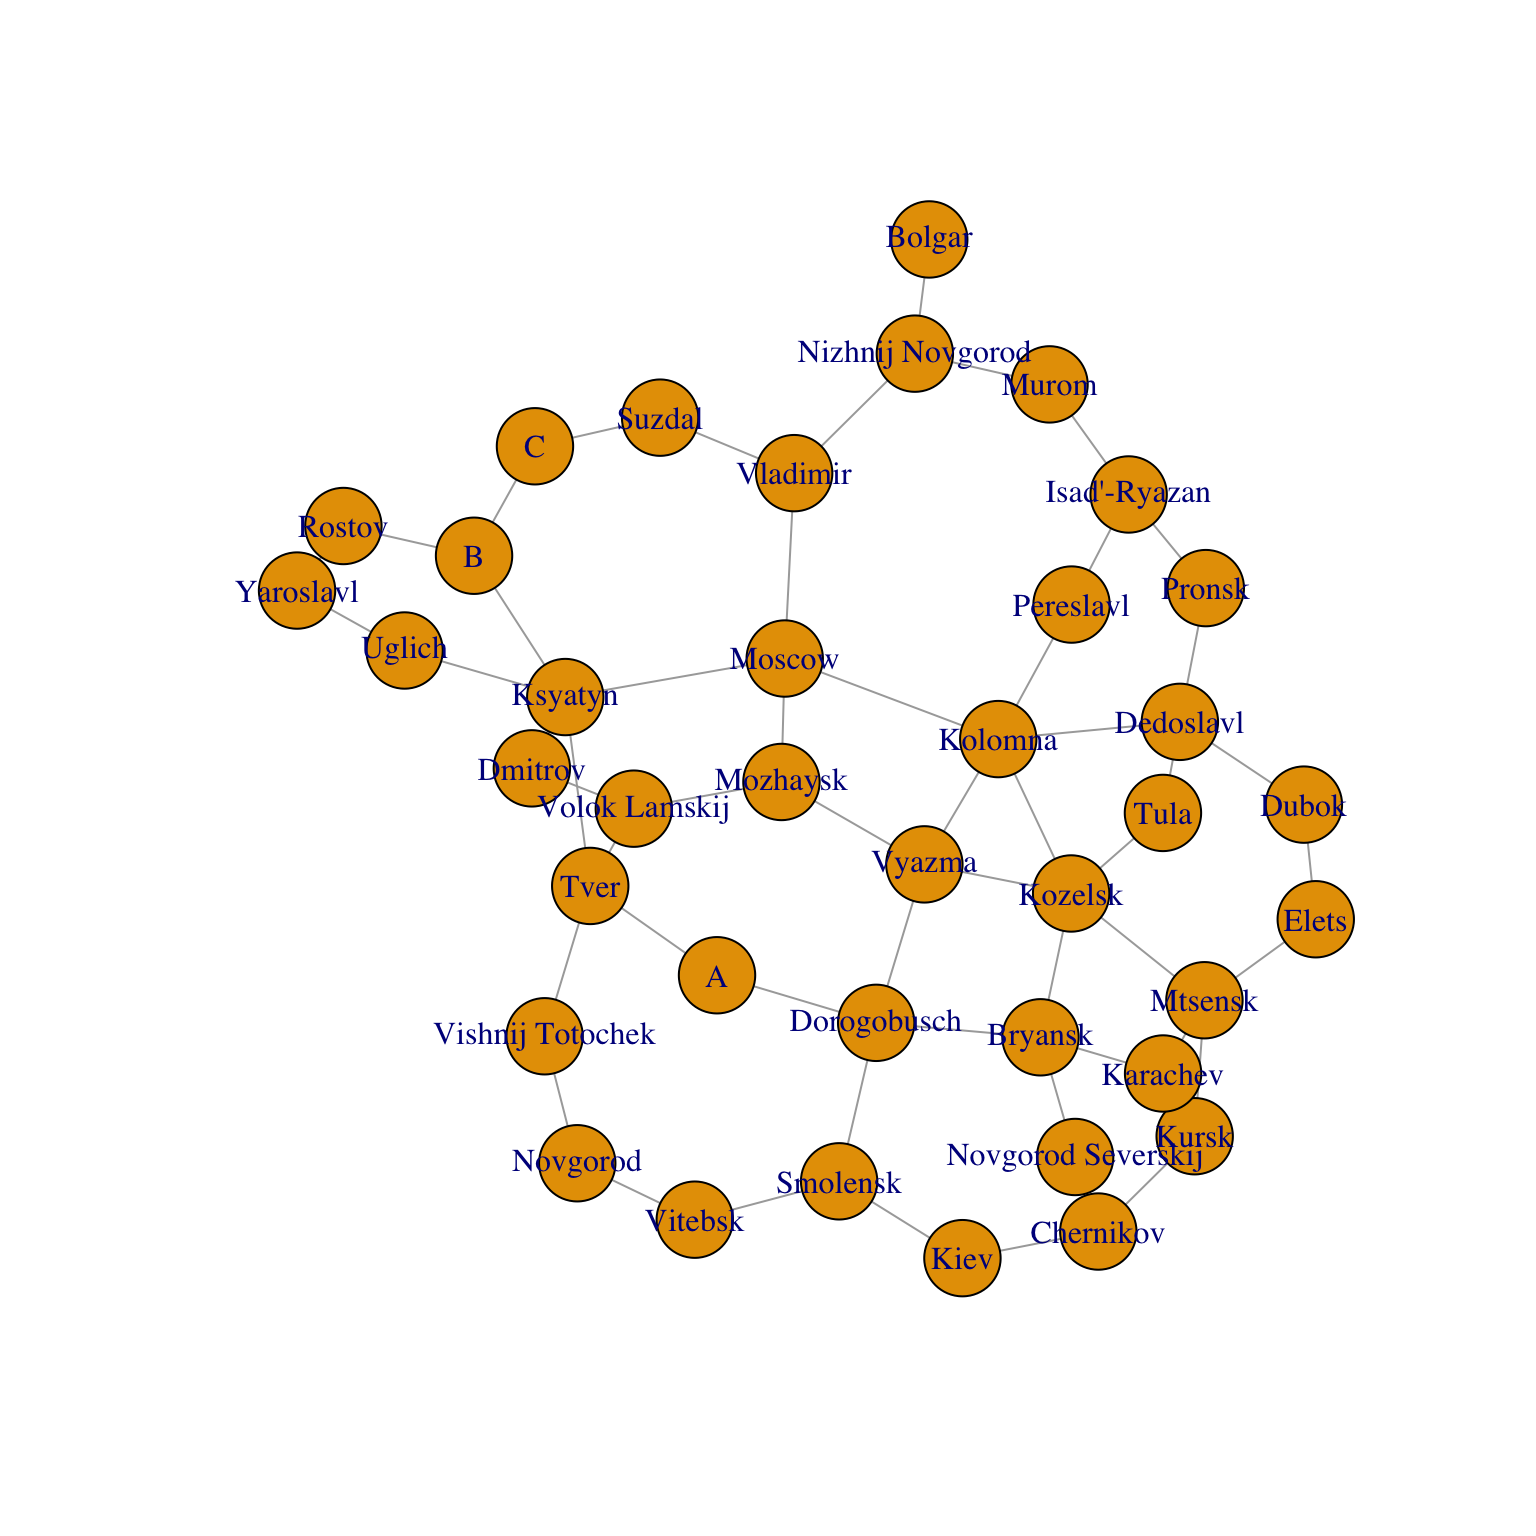 Bolgar
Nizhnij Novgorod
Murom
Suzdal
C
Vladimir
Isad'-Ryazan
Rostov
B
Yaroslavl
Pereslavl
Pronsk
Uglich
Moscow
Ksyatyn
Kolomna
Dedoslavl
Dmitrov
Mozhaysk
Volok Lamskij
Tula
Dubok
Vyazma
Tver
Kozelsk
Elets
A
Mtsensk
Dorogobusch
Vishnij Totochek
Bryansk
Karachev
Kursk
Novgorod Severskij
Novgorod
Smolensk
Vitebsk
Chernikov
Kiev